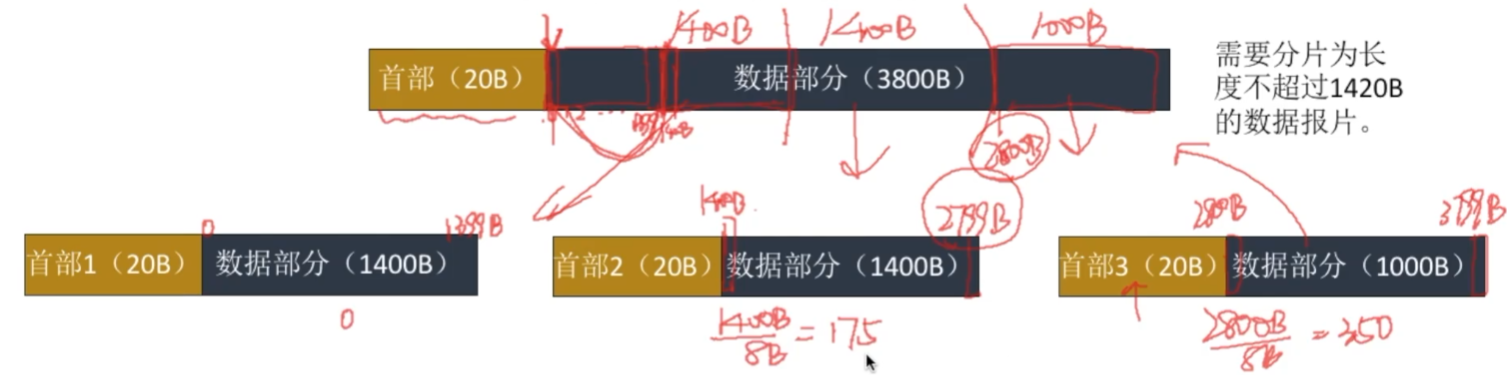 1400B 1400B 1000B
首部（20B） 数据部分（3800B）
需要分片为长
度不超过1420B
的数据报片。
2800B
0 1399B 1400B 2799B 2800B 3799B
首部1（20B） 数据部分（1400B） 首部2（20B） 数据部分（1400B） 首部3（20B） 数据部分（1000B）
0
1400B/8B = 175
2800B/8B = 350